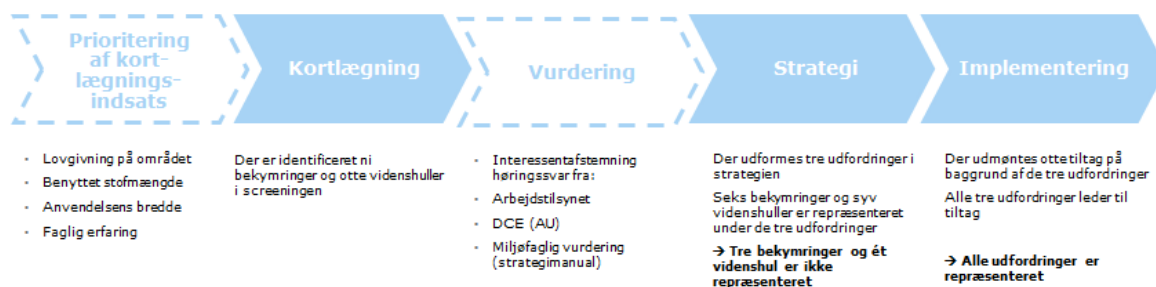 Prioritering
af kort-
lægnings-
indsats
Kortlægning
Vurdering
Strategi
Implementering
- Lovgivning på området
- Benyttet stofmængde
- Anvendelsens bredde
- Faglig erfaring
Der er identificeret ni
bekymringer og otte videnshuller
i screeningen
- Interessentafstemning
høringssvar fra:
- Arbejdstilsynet
- DCE (AU)
- Miljøfaglig vurdering
(strategimanual)
Der udformes tre udfordringer i
strategien
Seks bekymringer og syv
videnshuller er repræsenteret
under de tre udfordringer
→ Tre bekymringer og ét
videnshul er ikke
repræsenteret
Der udmøntes otte tiltag på
baggrund af de tre udfordringer
Alle tre udfordringer leder til
tiltag
→ Alle udfordringer er
repræsenteret